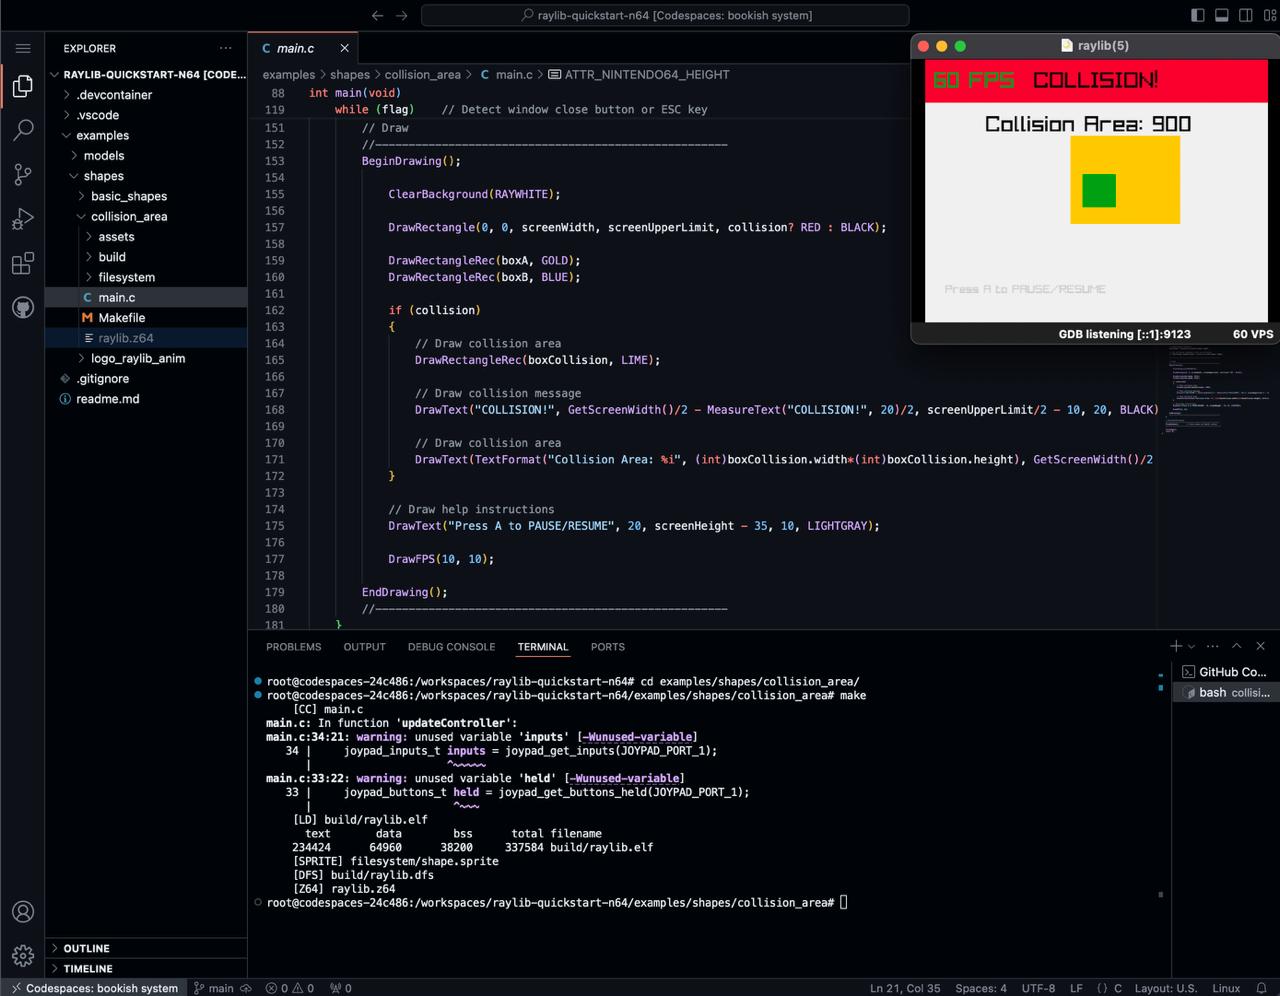 raylib-quickstart-n64 [Codespaces: bookish system]
EXPLORER
RAYLIB-QUICKSTART-N64 [CODE...
.devcontainer
.vscode
examples
models
shapes
basic_shapes
collision_area
assets
build
filesystem
C main.c
M Makefile
raylib.z64
logo_raylib_anim
.gitignore
readme.md
OUTLINE
TIMELINE
C main.c
examples > shapes > collision_area > C main.c > ATTR_NINTENDO64_HEIGHT
88 int main(void)
119 while (flag) // Detect window close button or ESC key
151 // Draw
152 //----------------------------------------------------
153 BeginDrawing();
154
155 ClearBackground(RAYWHITE);
156
157 DrawRectangle(0, 0, screenWidth, screenUpperLimit, collision? RED : BLACK);
158
159 DrawRectangleRec(boxA, GOLD);
160 DrawRectangleRec(boxB, BLUE);
161
162 if (collision)
163 {
164 // Draw collision area
165 DrawRectangleRec(boxCollision, LIME);
166
167 // Draw collision message
168 DrawText("COLLISION!", GetScreenWidth()/2 - MeasureText("COLLISION!", 20)/2, screenUpperLimit/2 - 10, 20, BLACK)
169
170 // Draw collision area
171 DrawText(TextFormat("Collision Area: %i", (int)boxCollision.width*(int)boxCollision.height), GetScreenWidth()/2
172 }
173
174 // Draw help instructions
175 DrawText("Press A to PAUSE/RESUME", 20, screenHeight - 35, 10, LIGHTGRAY);
176
177 DrawFPS(10, 10);
178
179 EndDrawing();
180 //----------------------------------------------------
181 }
raylib(5)
60 FPS COLLISION!
Collision Area: 900
Press A to PAUSE/RESUME
GDB listening [::1]:9123 60 VPS
PROBLEMS OUTPUT DEBUG CONSOLE TERMINAL PORTS
root@codespaces-24c486:/workspaces/raylib-quickstart-n64# cd examples/shapes/collision_area/
root@codespaces-24c486:/workspaces/raylib-quickstart-n64/examples/shapes/collision_area# make
[CC] main.c
main.c: In function 'updateController':
main.c:34:21: warning: unused variable 'inputs' [-Wunused-variable]
34 | joypad_inputs_t inputs = joypad_get_inputs(JOYPAD_PORT_1);
| ^~~~~~
main.c:33:22: warning: unused variable 'held' [-Wunused-variable]
33 | joypad_buttons_t held = joypad_get_buttons_held(JOYPAD_PORT_1);
| ^~~~
[LD] build/raylib.elf
text data bss total filename
234424 64960 38200 337584 build/raylib.elf
[SPRITE] filesystem/shape.sprite
[DFS] build/raylib.dfs
[Z64] raylib.z64
root@codespaces-24c486:/workspaces/raylib-quickstart-n64/examples/shapes/collision_area#
GitHub Co...
bash collisi...
Codespaces: bookish system main 0 0 0 Ln 21, Col 35 Spaces: 4 UTF-8 LF {} C Layout: U.S. Linux